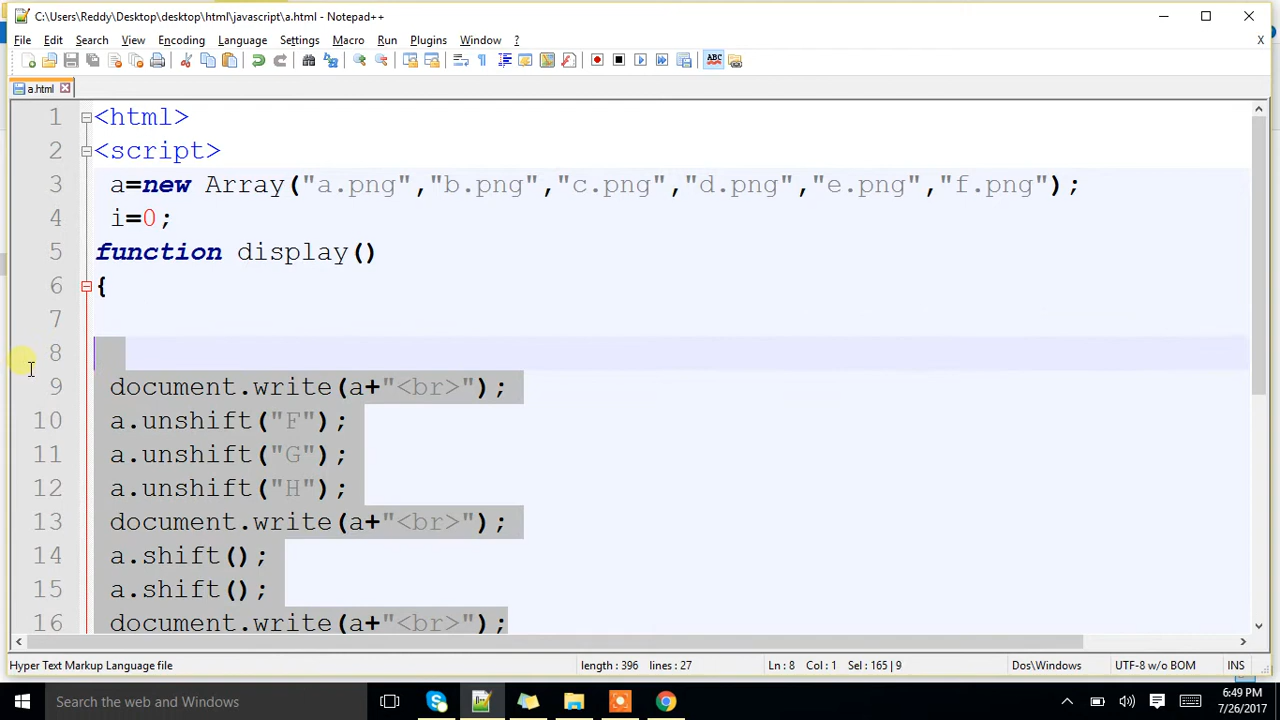 C:\Users\Reddy\Desktop\desktop\html\javascript\a.html - Notepad++
File Edit Search View Encoding Language Settings Macro Run Plugins Window ? X
ABC
a.html
1 <html>
2 <script>
3 a=new Array("a.png","b.png","c.png","d.png","e.png","f.png");
4 i=0;
5 function display()
6 {
7
8
9 document.write(a+"<br>");
10 a.unshift("F");
11 a.unshift("G");
12 a.unshift("H");
13 document.write(a+"<br>");
14 a.shift();
15 a.shift();
16 document.write(a+"<br>");
Hyper Text Markup Language file length : 396 lines : 27 Ln : 8 Col : 1 Sel : 165 | 9 Dos\Windows UTF-8 w/o BOM INS
Search the web and Windows
6:49 PM
7/26/2017